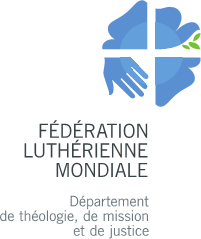 FÉDÉRATION
LUTHÉRIENNE
MONDIALE
Département
de théologie, de mission
et de justice